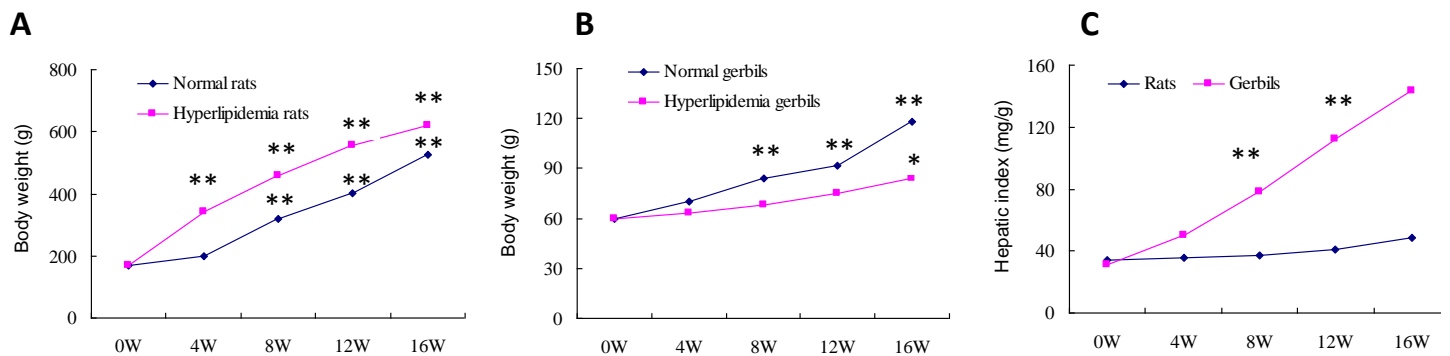 A
Body weight (g)
800
600
400
200
0
Normal rats
Hyperlipidemia rats
**
**
**
**
**
**
**
0W 4W 8W 12W 16W
B
Body weight (g)
150
120
90
60
30
0
Normal gerbils
Hyperlipidemia gerbils
**
**
**
*
0W 4W 8W 12W 16W
C
Hepatic index (mg/g)
160
120
80
40
0
Rats Gerbils
**
**
0W 4W 8W 12W 16W